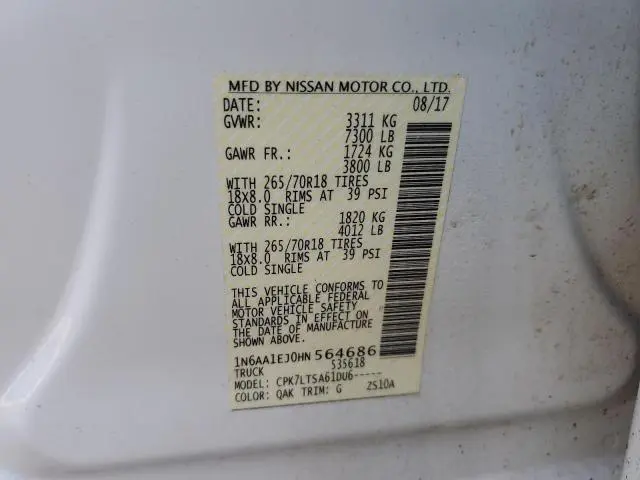 MFD BY NISSAN MOTOR CO., LTD.
DATE: 08/17
GVWR: 3311 KG
7300 LB
GAWR FR.: 1724 KG
3800 LB
WITH 265/70R18 TIRES
18X8.0 RIMS AT 39 PSI
COLD SINGLE
GAWR RR.: 1820 KG
4012 LB
WITH 265/70R18 TIRES
18X8.0 RIMS AT 39 PSI
COLD SINGLE
THIS VEHICLE CONFORMS TO
ALL APPLICABLE FEDERAL
MOTOR VEHICLE SAFETY
STANDARDS IN EFFECT ON
THE DATE OF MANUFACTURE
SHOWN ABOVE.
1N6AA1EJ0HN564686
TRUCK 535618
MODEL: CPK7LTSA61DU6-----
COLOR: QAK TRIM: G ZS10A